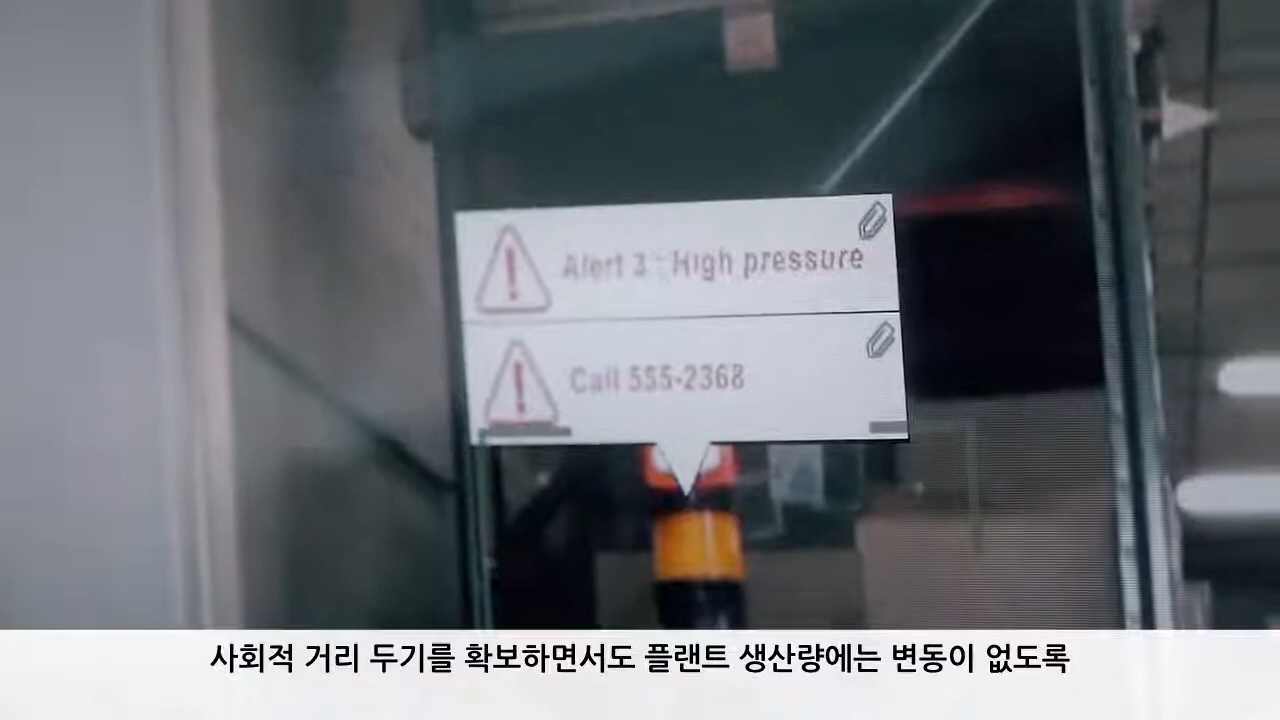 Alert 3 : High pressure
Call 555-2368
사회적 거리 두기를 확보하면서도 플랜트 생산량에는 변동이 없도록